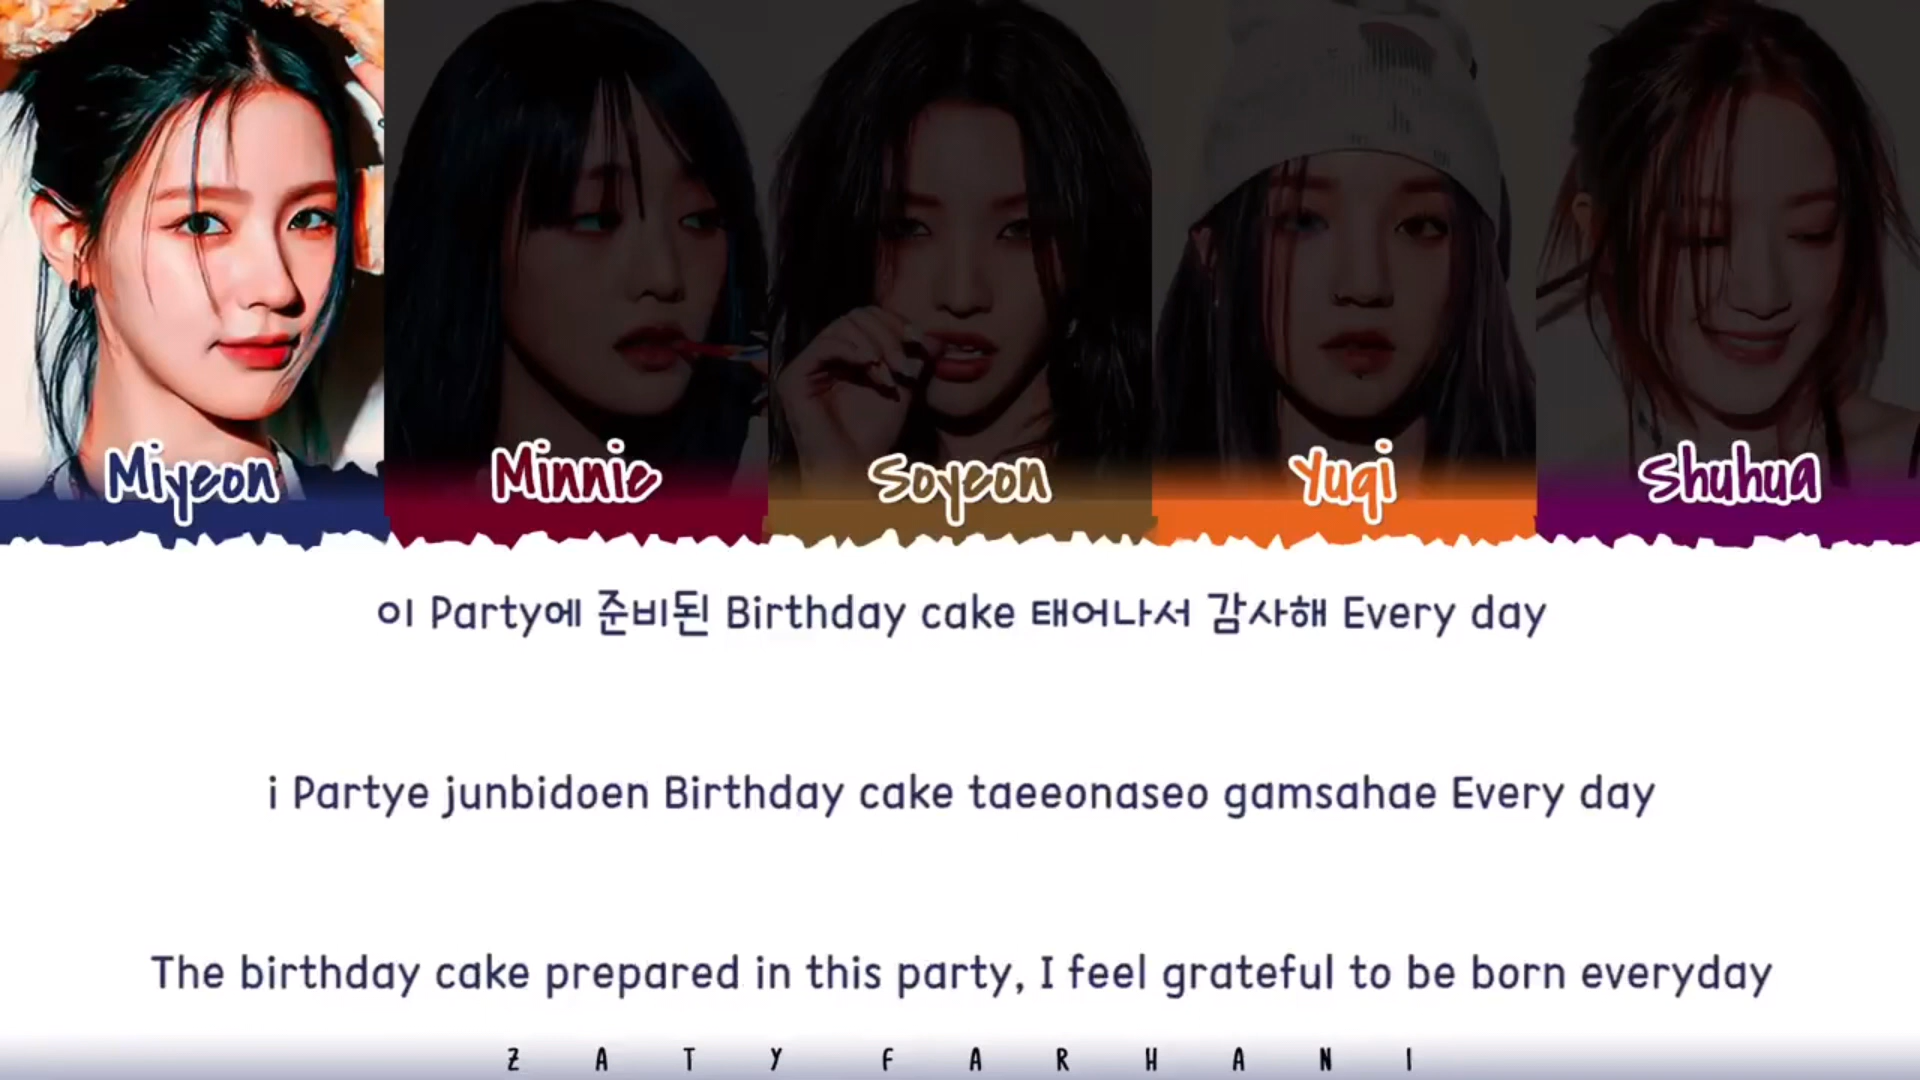 Miyeon Minnie Soyeon Yuqi Shuhua
이 Party에 준비된 Birthday cake 태어나서 감사해 Every day
i Partye junbidoen Birthday cake taeeonaseo gamsahae Every day
The birthday cake prepared in this party, I feel grateful to be born everyday
ZATY FARHANI